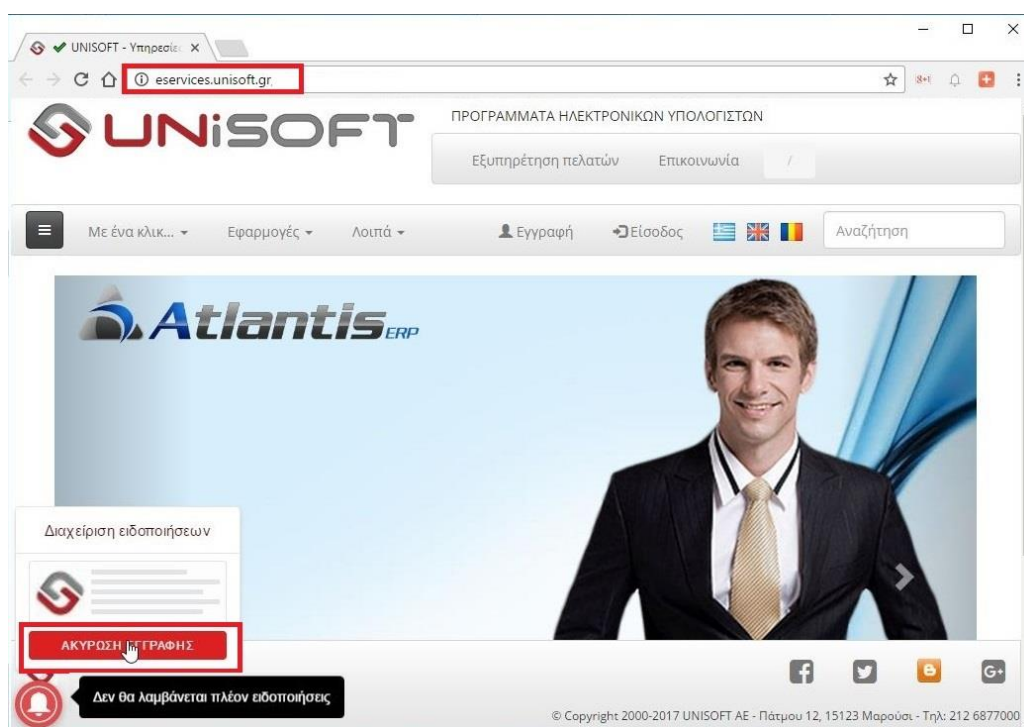 UNISOFT - Υπηρεσίες
eservices.unisoft.gr
UNiSOFT
ΠΡΟΓΡΑΜΜΑΤΑ ΗΛΕΚΤΡΟΝΙΚΩΝ ΥΠΟΛΟΓΙΣΤΩΝ
Εξυπηρέτηση πελατών Επικοινωνία /
Με ένα κλικ... Εφαρμογές Λοιπά Εγγραφή Είσοδος Αναζήτηση
Atlantis ERP
Διαχείριση ειδοποιήσεων
ΑΚΥΡΩΣΗ ΕΓΓΡΑΦΗΣ
Δεν θα λαμβάνεται πλέον ειδοποιήσεις
© Copyright 2000-2017 UNISOFT AE - Πάτμου 12, 15123 Μαρούσι - Τηλ: 212 6877000